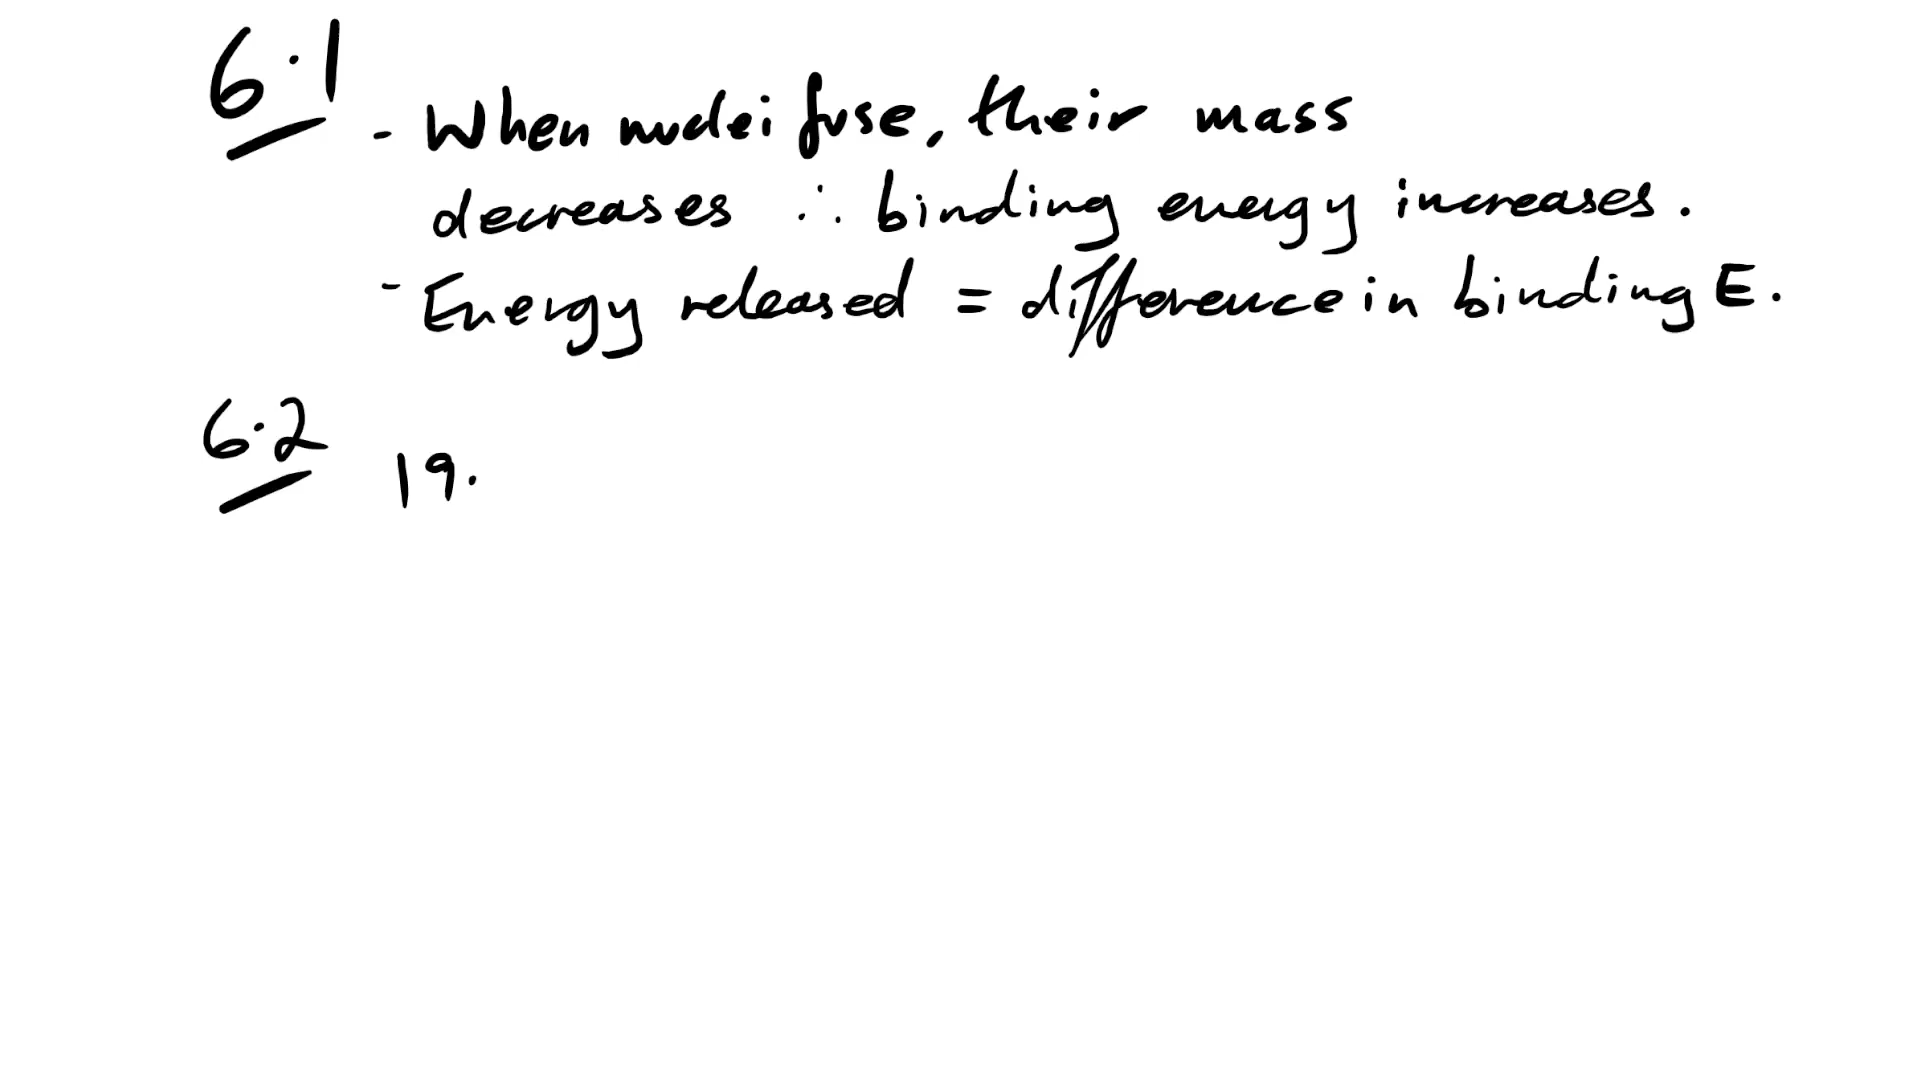 6.1
- When nuclei fuse, their mass
decreases ∴ binding energy increases.
- Energy released = difference in binding E.
6.2
19.